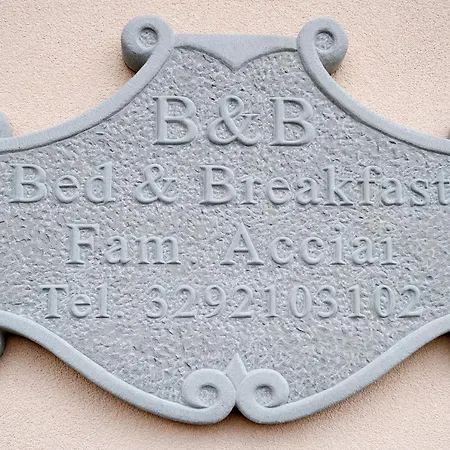 B&B
Bed & Breakfast
Fam. Acciai
Tel. 3292103102